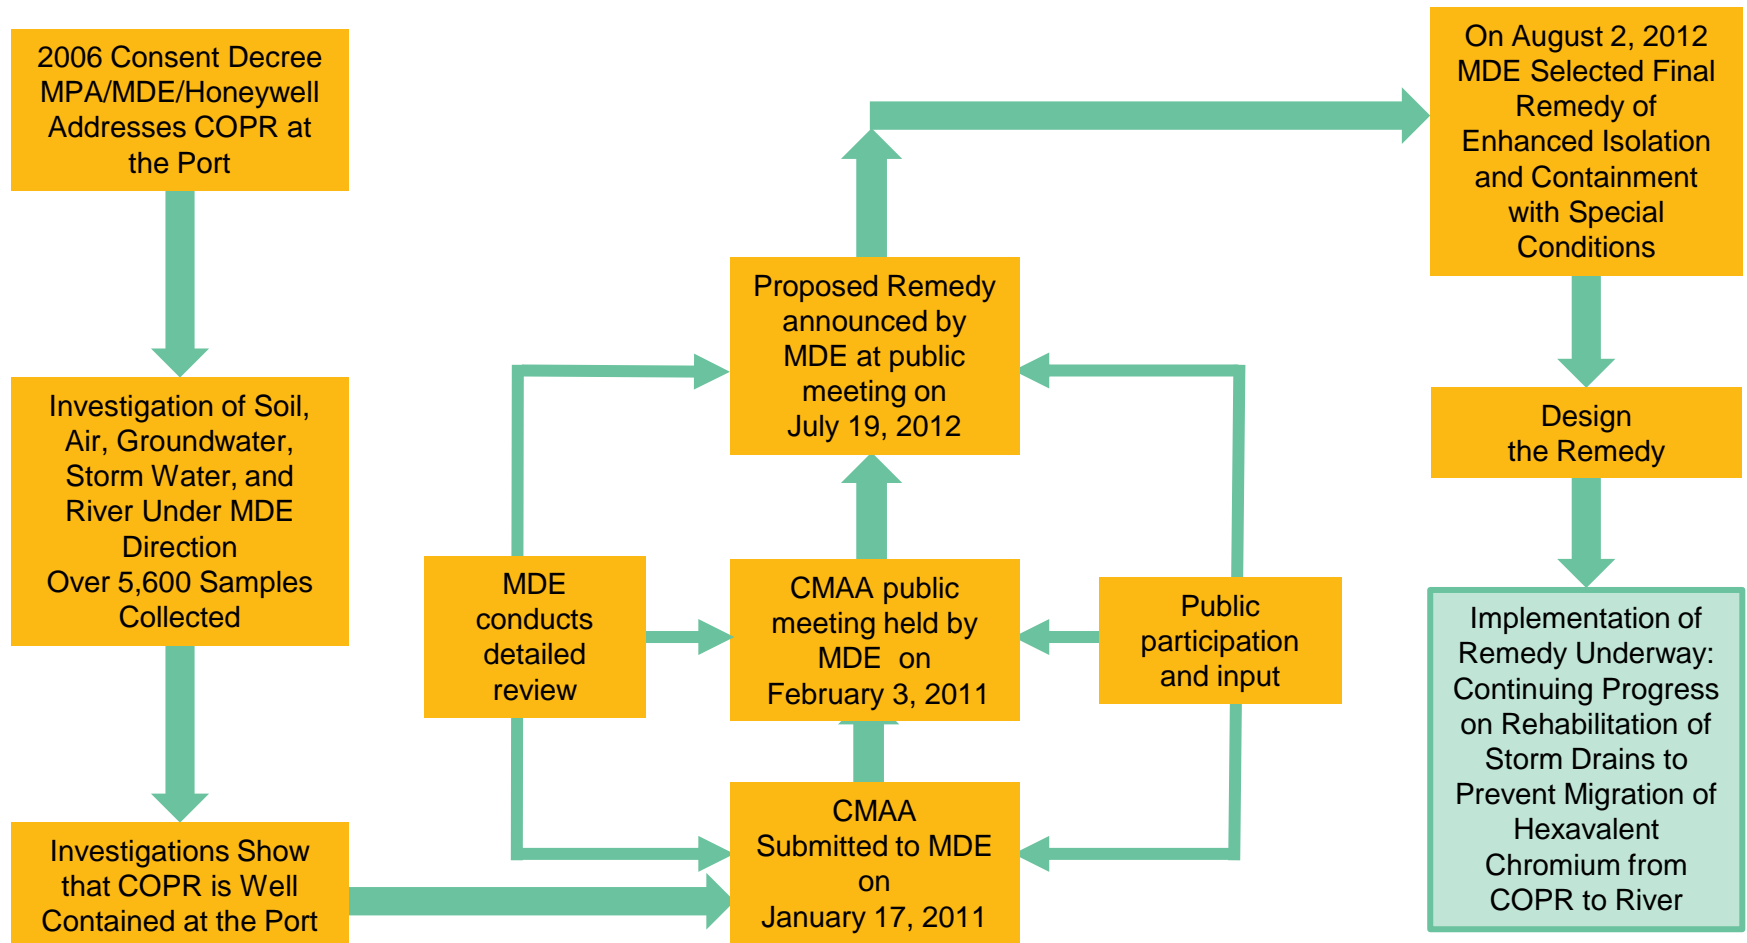 2006 Consent Decree
MPA/MDE/Honeywell
Addresses COPR at
the Port
Investigation of Soil,
Air, Groundwater,
Storm Water, and
River Under MDE
Direction
Over 5,600 Samples
Collected
Investigations Show
that COPR is Well
Contained at the Port
MDE
conducts
detailed
review
Proposed Remedy
announced by
MDE at public
meeting on
July 19, 2012
CMAA public
meeting held by
MDE on
February 3, 2011
CMAA
Submitted to MDE
on
January 17, 2011
Public
participation
and input
On August 2, 2012
MDE Selected Final
Remedy of
Enhanced Isolation
and Containment
with Special
Conditions
Design
the Remedy
Implementation of
Remedy Underway:
Continuing Progress
on Rehabilitation of
Storm Drains to
Prevent Migration of
Hexavalent
Chromium from
COPR to River